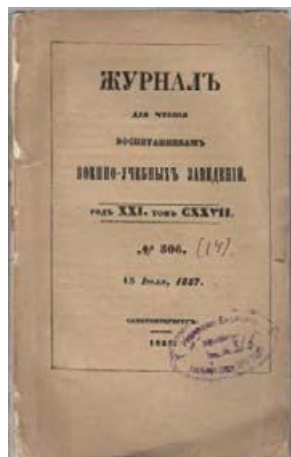 ЖУРНАЛЪ
ДЛЯ ЧТЕНІЯ
ВОСПИТАННИКАМЪ
ВОЕННО-УЧЕБНЫХЪ ЗАВЕДЕНІЙ.
ГОДЪ XXI. ТОМЪ CXXVII.
№ 506. (14)
15 Іюля, 1857.
САНКТПЕТЕРБУРГЪ.
1857.